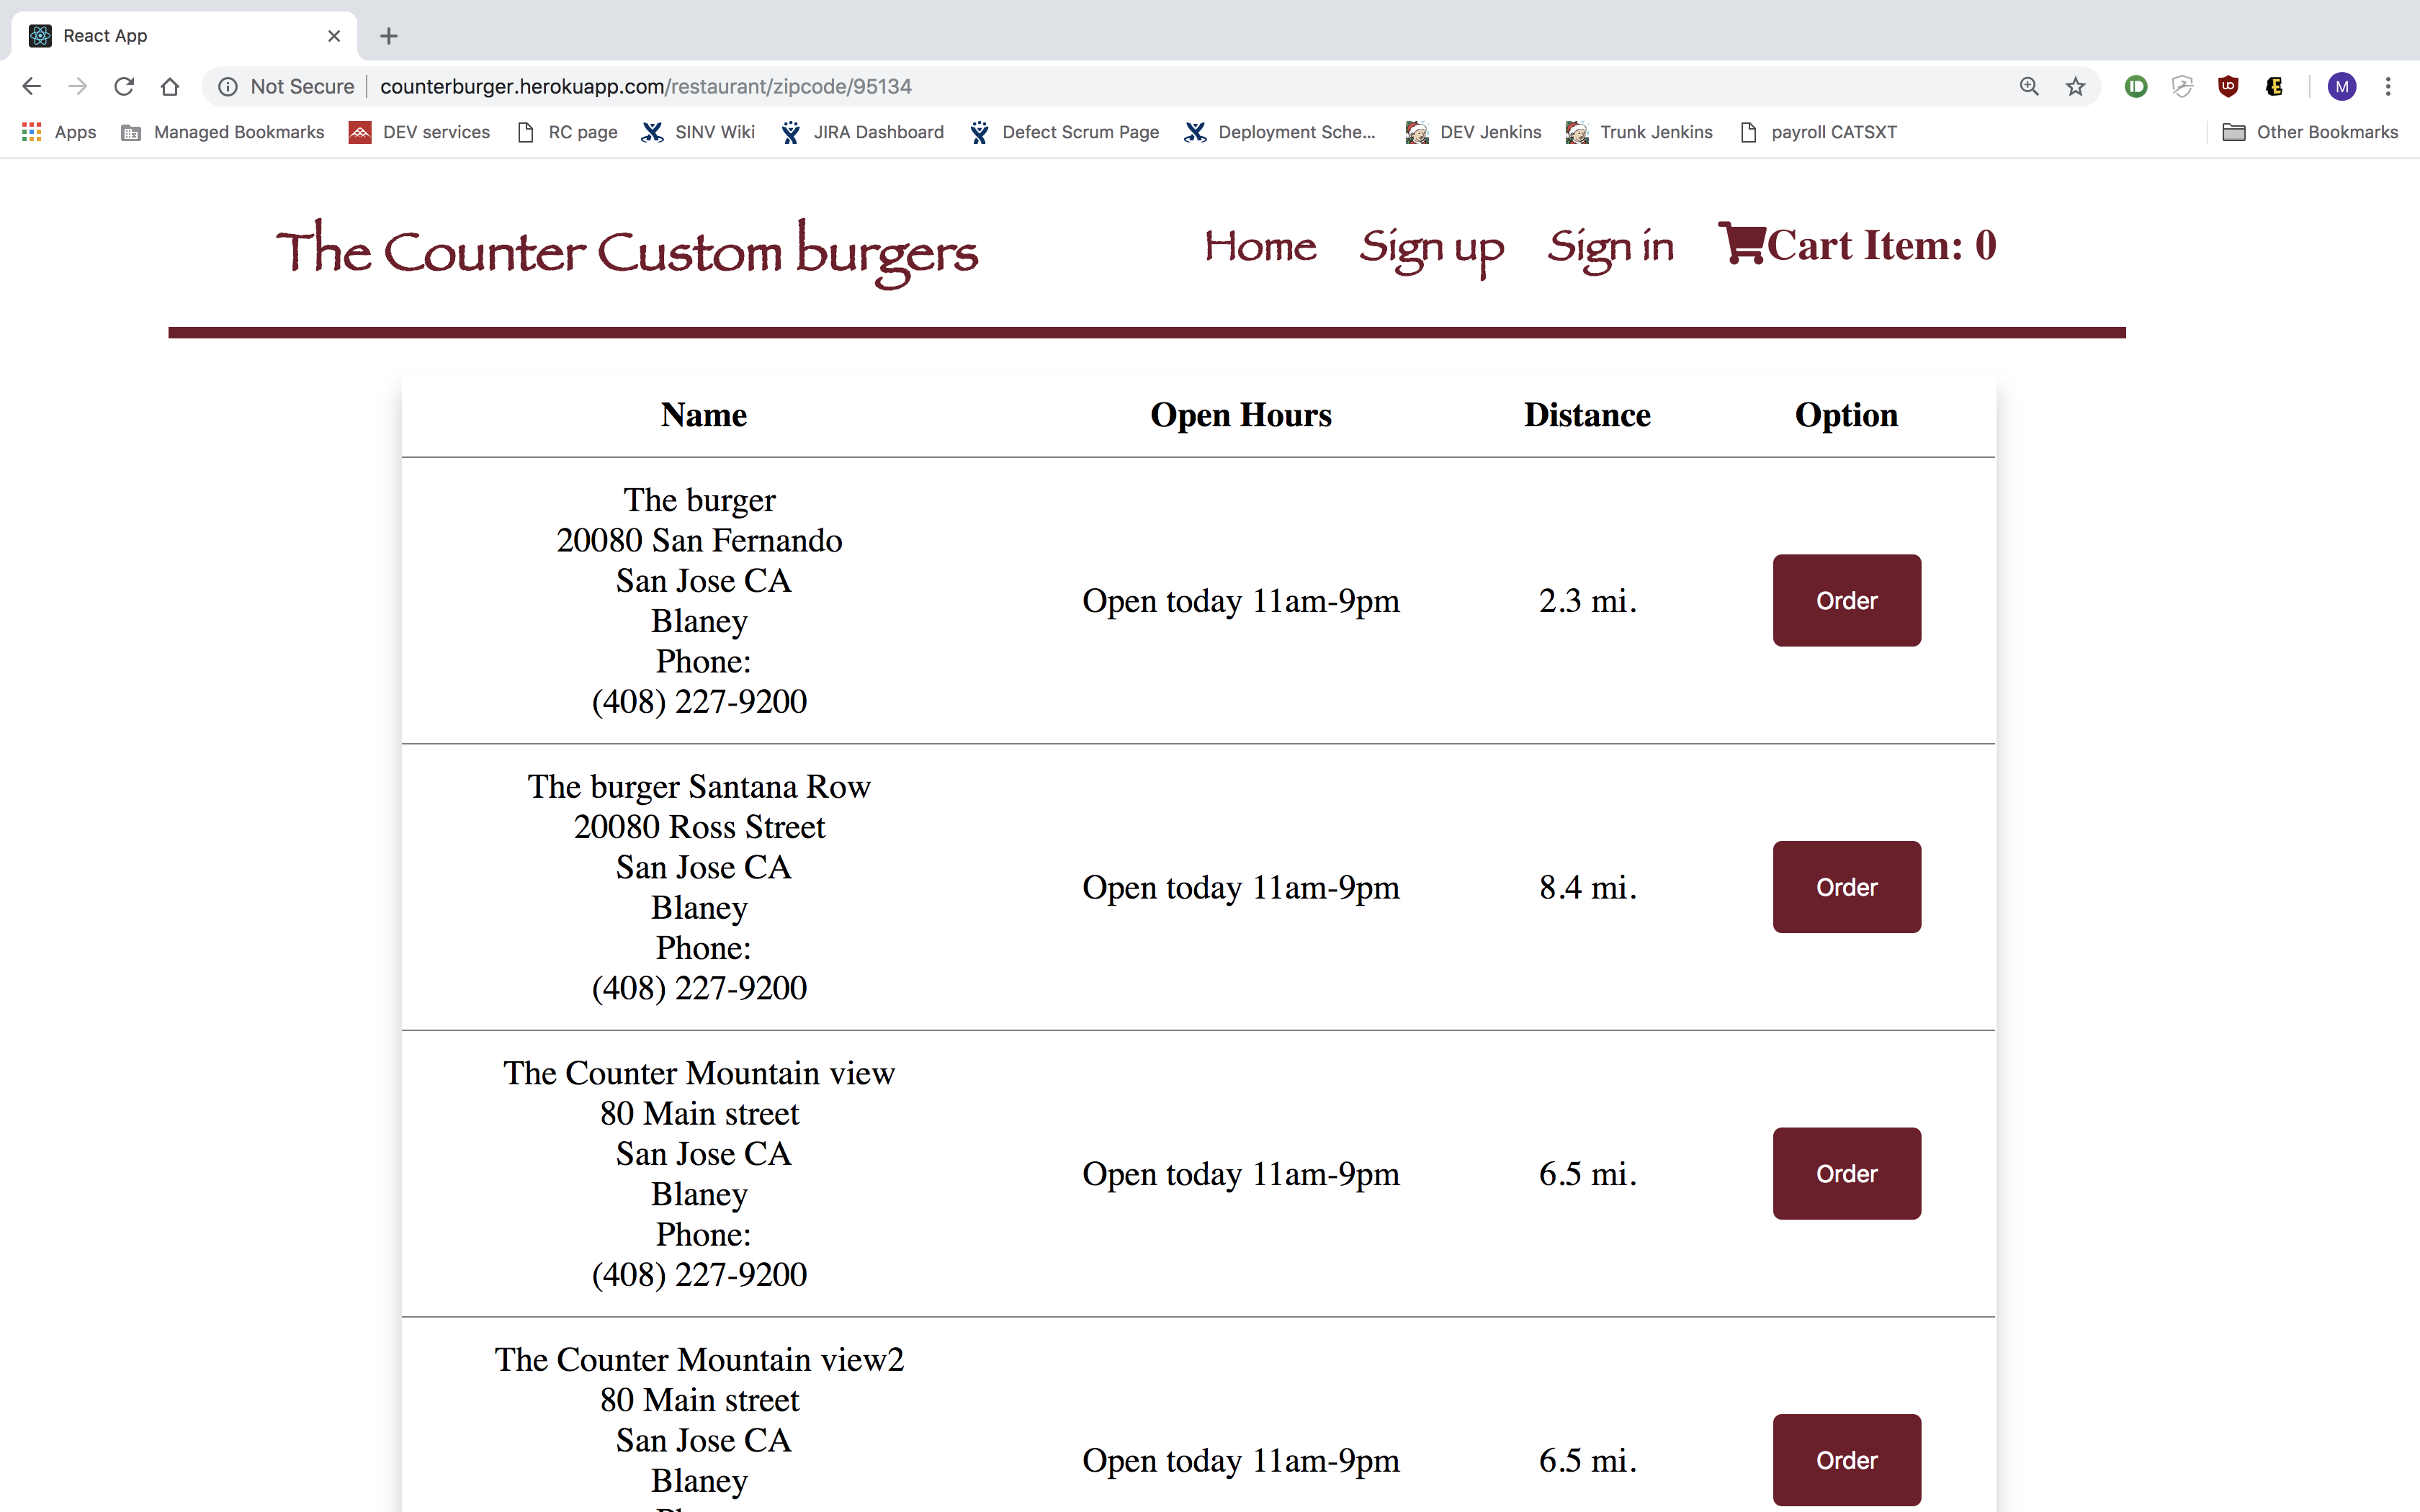 React App
Not Secure | counterburger.herokuapp.com/restaurant/zipcode/95134
M
Apps Managed Bookmarks DEV services RC page SINV Wiki JIRA Dashboard Defect Scrum Page Deployment Sche... DEV Jenkins Trunk Jenkins payroll CATSXT Other Bookmarks
The Counter Custom burgers Home Sign up Sign in Cart Item: 0
Name Open Hours Distance Option
The burger
20080 San Fernando
San Jose CA
Blaney
Phone:
(408) 227-9200
Open today 11am-9pm 2.3 mi. Order
The burger Santana Row
20080 Ross Street
San Jose CA
Blaney
Phone:
(408) 227-9200
Open today 11am-9pm 8.4 mi. Order
The Counter Mountain view
80 Main street
San Jose CA
Blaney
Phone:
(408) 227-9200
Open today 11am-9pm 6.5 mi. Order
The Counter Mountain view2
80 Main street
San Jose CA
Blaney
Open today 11am-9pm 6.5 mi. Order